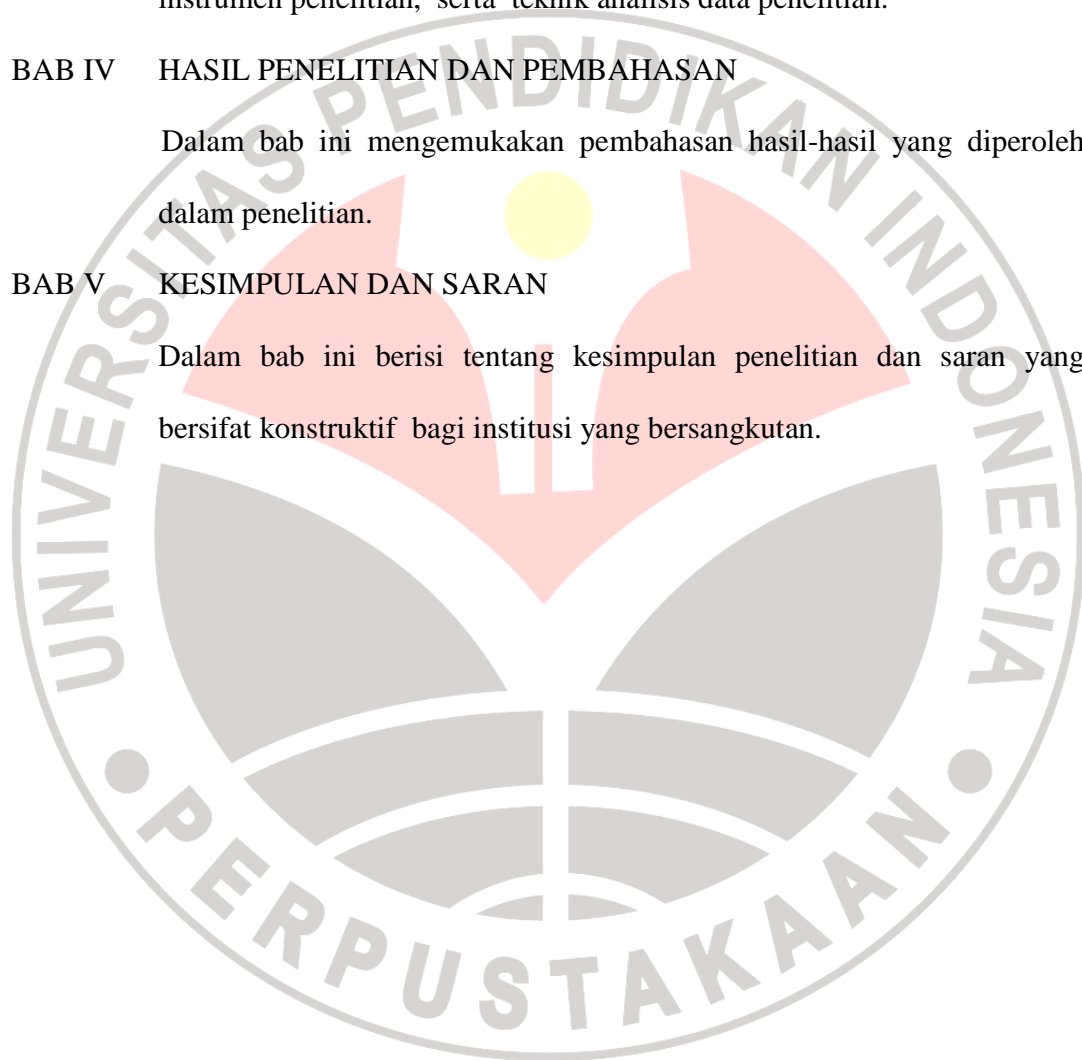 instrumen penelitian, serta teknik analisis data penelitian.
BAB IV HASIL PENELITIAN DAN PEMBAHASAN
Dalam bab ini mengemukakan pembahasan hasil-hasil yang diperoleh
dalam penelitian.
BAB V KESIMPULAN DAN SARAN
Dalam bab ini berisi tentang kesimpulan penelitian dan saran yang
bersifat konstruktif bagi institusi yang bersangkutan.
UNIVERSITAS PENDIDIKAN INDONESIA
PERPUSTAKAAN